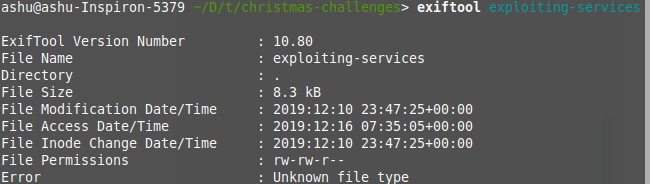 ashu@ashu-Inspiron-5379 ~/D/t/christmas-challenges> exiftool exploiting-services
ExifTool Version Number         : 10.80
File Name                       : exploiting-services
Directory                       : .
File Size                       : 8.3 kB
File Modification Date/Time     : 2019:12:10 23:47:25+00:00
File Access Date/Time           : 2019:12:16 07:35:05+00:00
File Inode Change Date/Time     : 2019:12:10 23:47:25+00:00
File Permissions                : rw-rw-r--
Error                           : Unknown file type